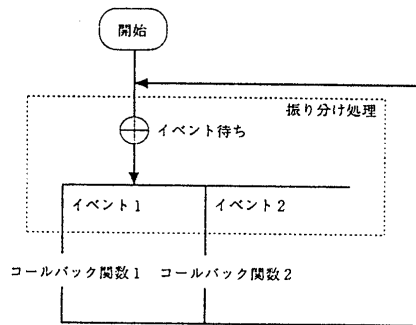 開始
振り分け処理
イベント待ち
イベント1
イベント2
コールバック関数1
コールバック関数2